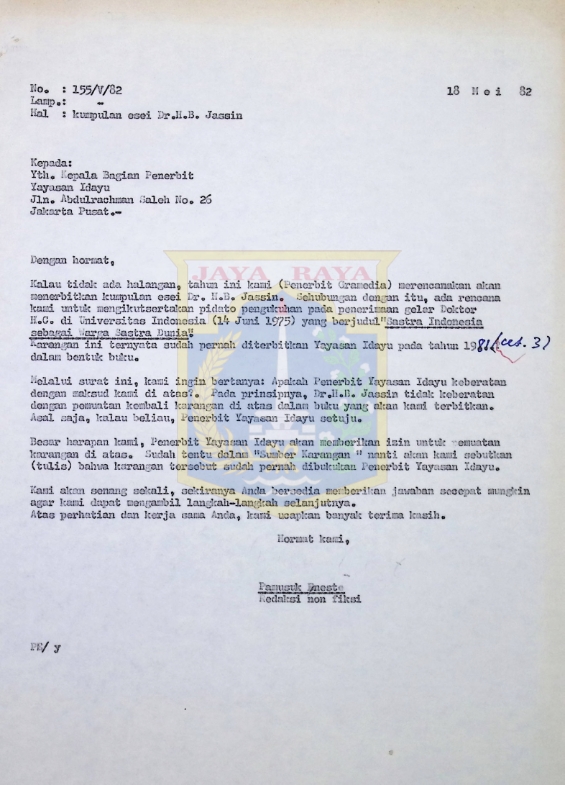 No. : 155/V/82
18 Mei 82
Lamp.: -
Hal : kumpulan esei Dr.H.B. Jassin
Kepada:
Yth. Kepala Bagian Penerbit
Yayasan Idayu
Jln. Abdulrachman Saleh No. 26
Jakarta Pusat.-
Dengan hormat,
JAYA RAYA
Kalau tidak ada halangan, tahun ini kami (Penerbit Gramedia) merencanakan akan
menerbitkan kumpulan esei Dr. H.B. Jassin. Sehubungan dengan itu, ada rencana
kami untuk mengikutsertakan pidato pengukuhan pada penerimaan gelar Doktor
H.C. di Universitas Indonesia (14 Juni 1975) yang berjudul "Sastra Indonesia
sebagai Warga Sastra Dunia".
Karangan ini ternyata sudah pernah diterbitkan Yayasan Idayu pada tahun 1981 (cet. 3)
dalam bentuk buku.
Melalui surat ini, kami ingin bertanya: Apakah Penerbit Yayasan Idayu keberatan
dengan maksud kami di atas?. Pada prinsipnya, Dr.H.B. Jassin tidak keberatan
dengan pemuatan kembali karangan di atas dalam buku yang akan kami terbitkan.
Asal saja, kalau beliau, Penerbit Yayasan Idayu setuju.
Besar harapan kami, Penerbit Yayasan Idayu akan memberikan izin untuk pemuatan
karangan di atas. Sudah tentu dalam "Sumber Karangan " nanti akan kami sebutkan
(tulis) bahwa karangan tersebut sudah pernah dibukukan Penerbit Yayasan Idayu.
Kami akan senang sekali, sekiranya Anda bersedia memberikan jawaban secepat mungkin
agar kami dapat mengambil langkah-langkah selanjutnya.
Atas perhatian dan kerja sama Anda, kami ucapkan banyak terima kasih.
Hormat kami,
Pamusuk Eneste
Redaksi non fiksi
PE/ y